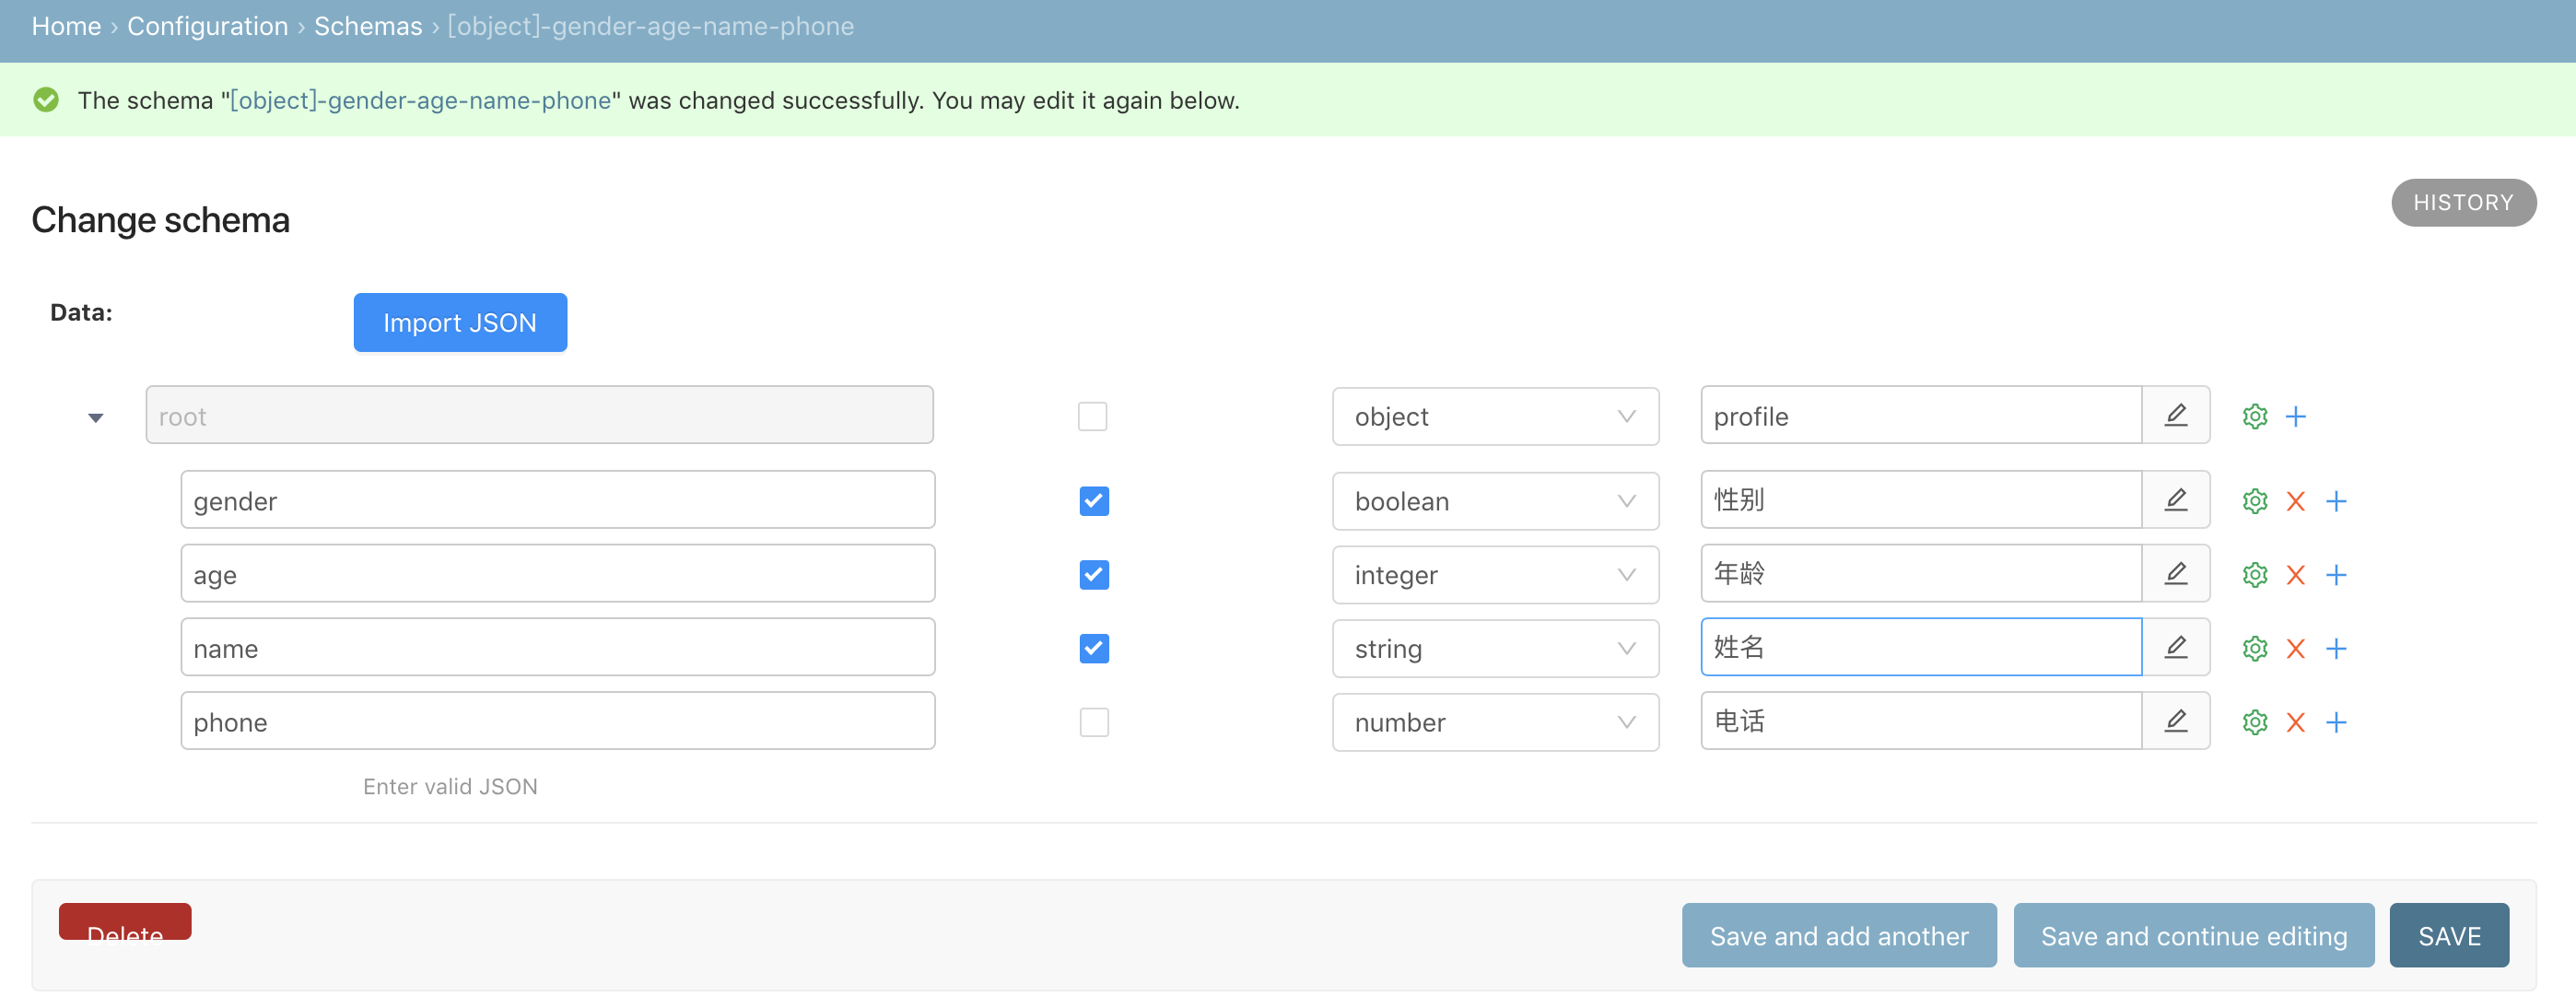 Home › Configuration › Schemas › [object]-gender-age-name-phone
The schema "[object]-gender-age-name-phone" was changed successfully. You may edit it again below.
Change schema
HISTORY
Data:
Import JSON
root object profile
gender boolean 性别
age integer 年龄
name string 姓名
phone number 电话
Enter valid JSON
Delete Save and add another Save and continue editing SAVE